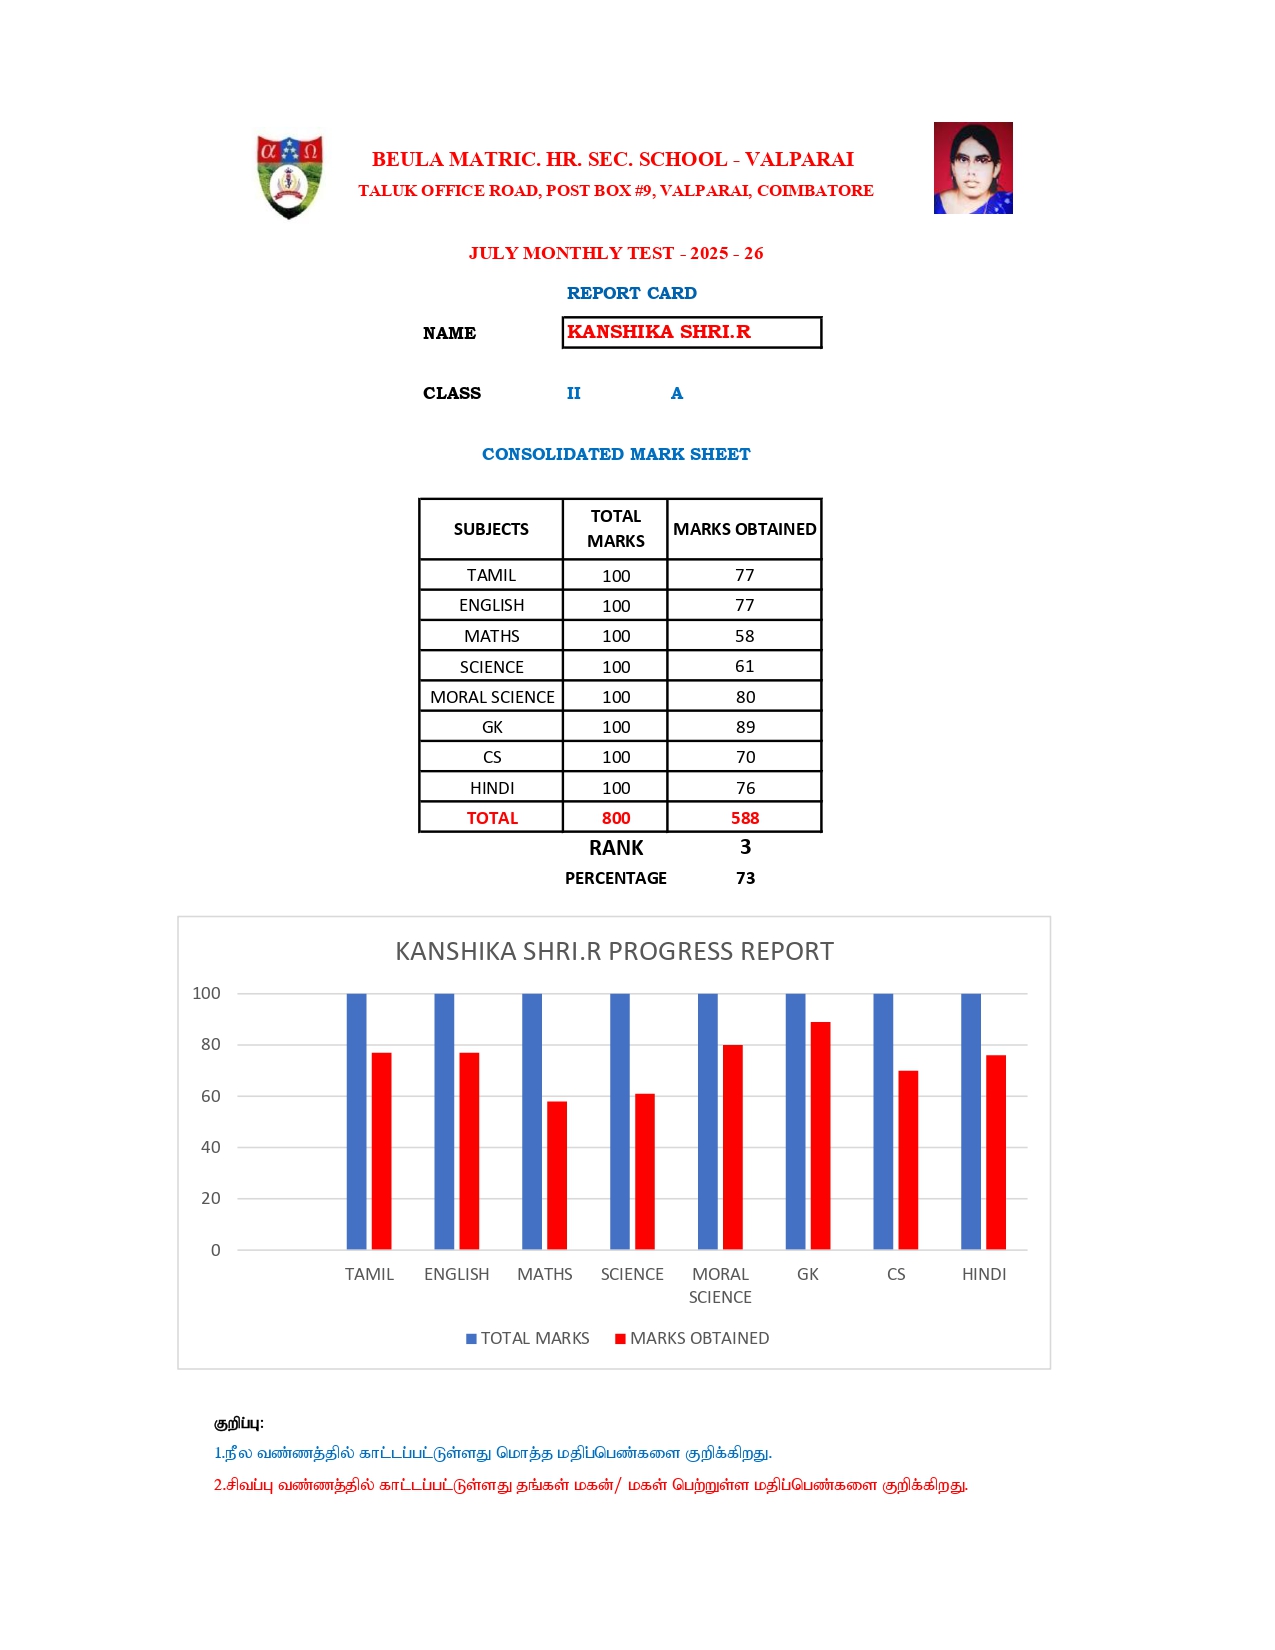 α Ω
BEULA MATRIC. HR. SEC. SCHOOL - VALPARAI
TALUK OFFICE ROAD, POST BOX #9, VALPARAI, COIMBATORE
JULY MONTHLY TEST - 2025 - 26
REPORT CARD
NAME KANSHIKA SHRI.R
CLASS II A
CONSOLIDATED MARK SHEET
SUBJECTS TOTAL MARKS MARKS OBTAINED
TAMIL 100 77
ENGLISH 100 77
MATHS 100 58
SCIENCE 100 61
MORAL SCIENCE 100 80
GK 100 89
CS 100 70
HINDI 100 76
TOTAL 800 588
RANK 3
PERCENTAGE 73
KANSHIKA SHRI.R PROGRESS REPORT
100
80
60
40
20
0
TAMIL ENGLISH MATHS SCIENCE MORAL SCIENCE GK CS HINDI
TOTAL MARKS MARKS OBTAINED
குறிப்பு:
1.நீல வண்ணத்தில் காட்டப்பட்டுள்ளது மொத்த மதிப்பெண்களை குறிக்கிறது.
2.சிவப்பு வண்ணத்தில் காட்டப்பட்டுள்ளது தங்கள் மகன்/ மகள் பெற்றுள்ள மதிப்பெண்களை குறிக்கிறது.